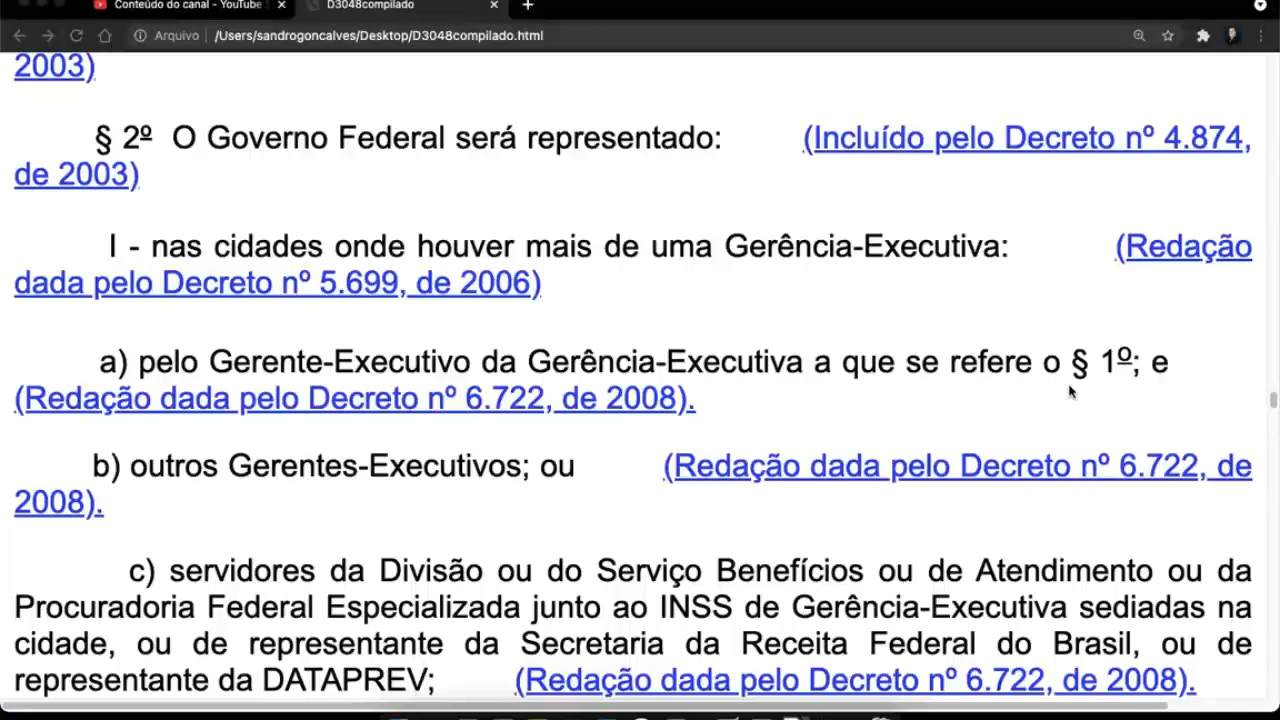 Conteúdo do canal - YouTube
D3048compilado
Arquivo | /Users/sandrogoncalves/Desktop/D3048compilado.html
2003)
§ 2º O Governo Federal será representado: (Incluído pelo Decreto nº 4.874,
de 2003)
I - nas cidades onde houver mais de uma Gerência-Executiva: (Redação
dada pelo Decreto nº 5.699, de 2006)
a) pelo Gerente-Executivo da Gerência-Executiva a que se refere o § 1º; e
(Redação dada pelo Decreto nº 6.722, de 2008).
b) outros Gerentes-Executivos; ou (Redação dada pelo Decreto nº 6.722, de
2008).
c) servidores da Divisão ou do Serviço Benefícios ou de Atendimento ou da
Procuradoria Federal Especializada junto ao INSS de Gerência-Executiva sediadas na
cidade, ou de representante da Secretaria da Receita Federal do Brasil, ou de
representante da DATAPREV; (Redação dada pelo Decreto nº 6.722, de 2008).